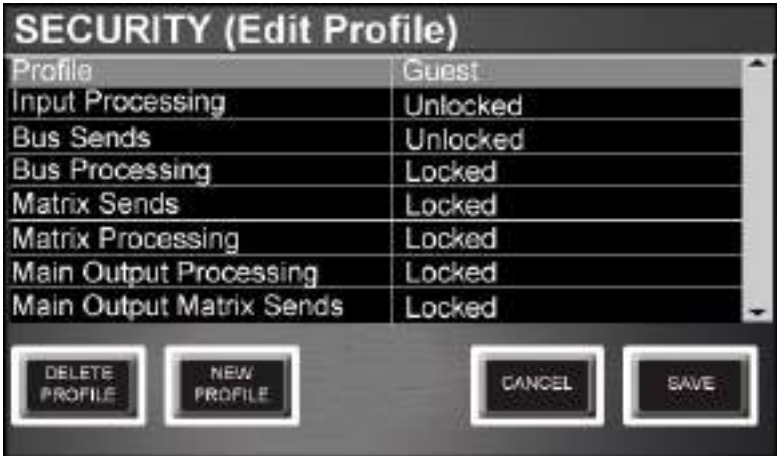 SECURITY (Edit Profile)
Profile Guest
Input Processing Unlocked
Bus Sends Unlocked
Bus Processing Locked
Matrix Sends Locked
Matrix Processing Locked
Main Output Processing Locked
Main Output Matrix Sends Locked
DELETE PROFILE
NEW PROFILE
CANCEL
SAVE